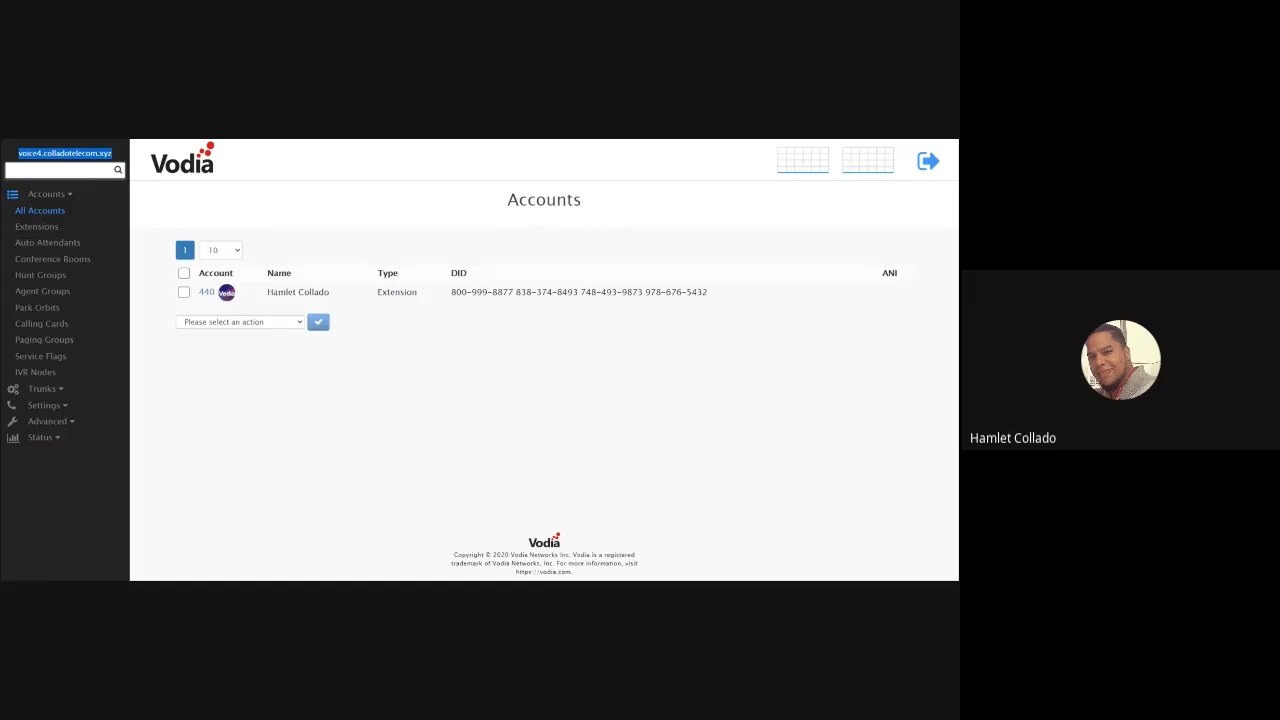 voice4.colladotelecom.xyz
Accounts
All Accounts
Extensions
Auto Attendants
Conference Rooms
Hunt Groups
Agent Groups
Park Orbits
Calling Cards
Paging Groups
Service Flags
IVR Nodes
Trunks
Settings
Advanced
Status
Vodia
Accounts
1 10
Account Name Type DID ANI
440 Vodia Hamlet Collado Extension 800-999-8877 838-374-8493 748-493-9873 978-676-5432
Please select an action
Vodia
Copyright © 2020 Vodia Networks Inc. Vodia is a registered
trademark of Vodia Networks, Inc. For more information, visit
https://vodia.com.
Hamlet Collado